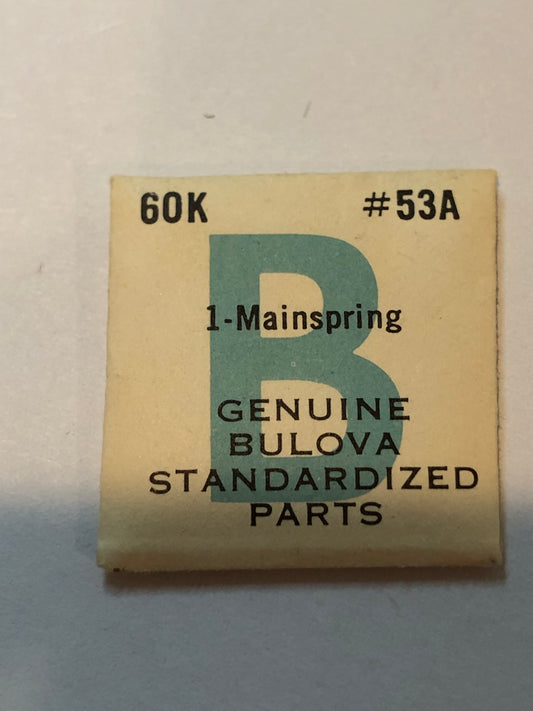 60K #53A
B
1-Mainspring
GENUINE
BULOVA
STANDARDIZED
PARTS